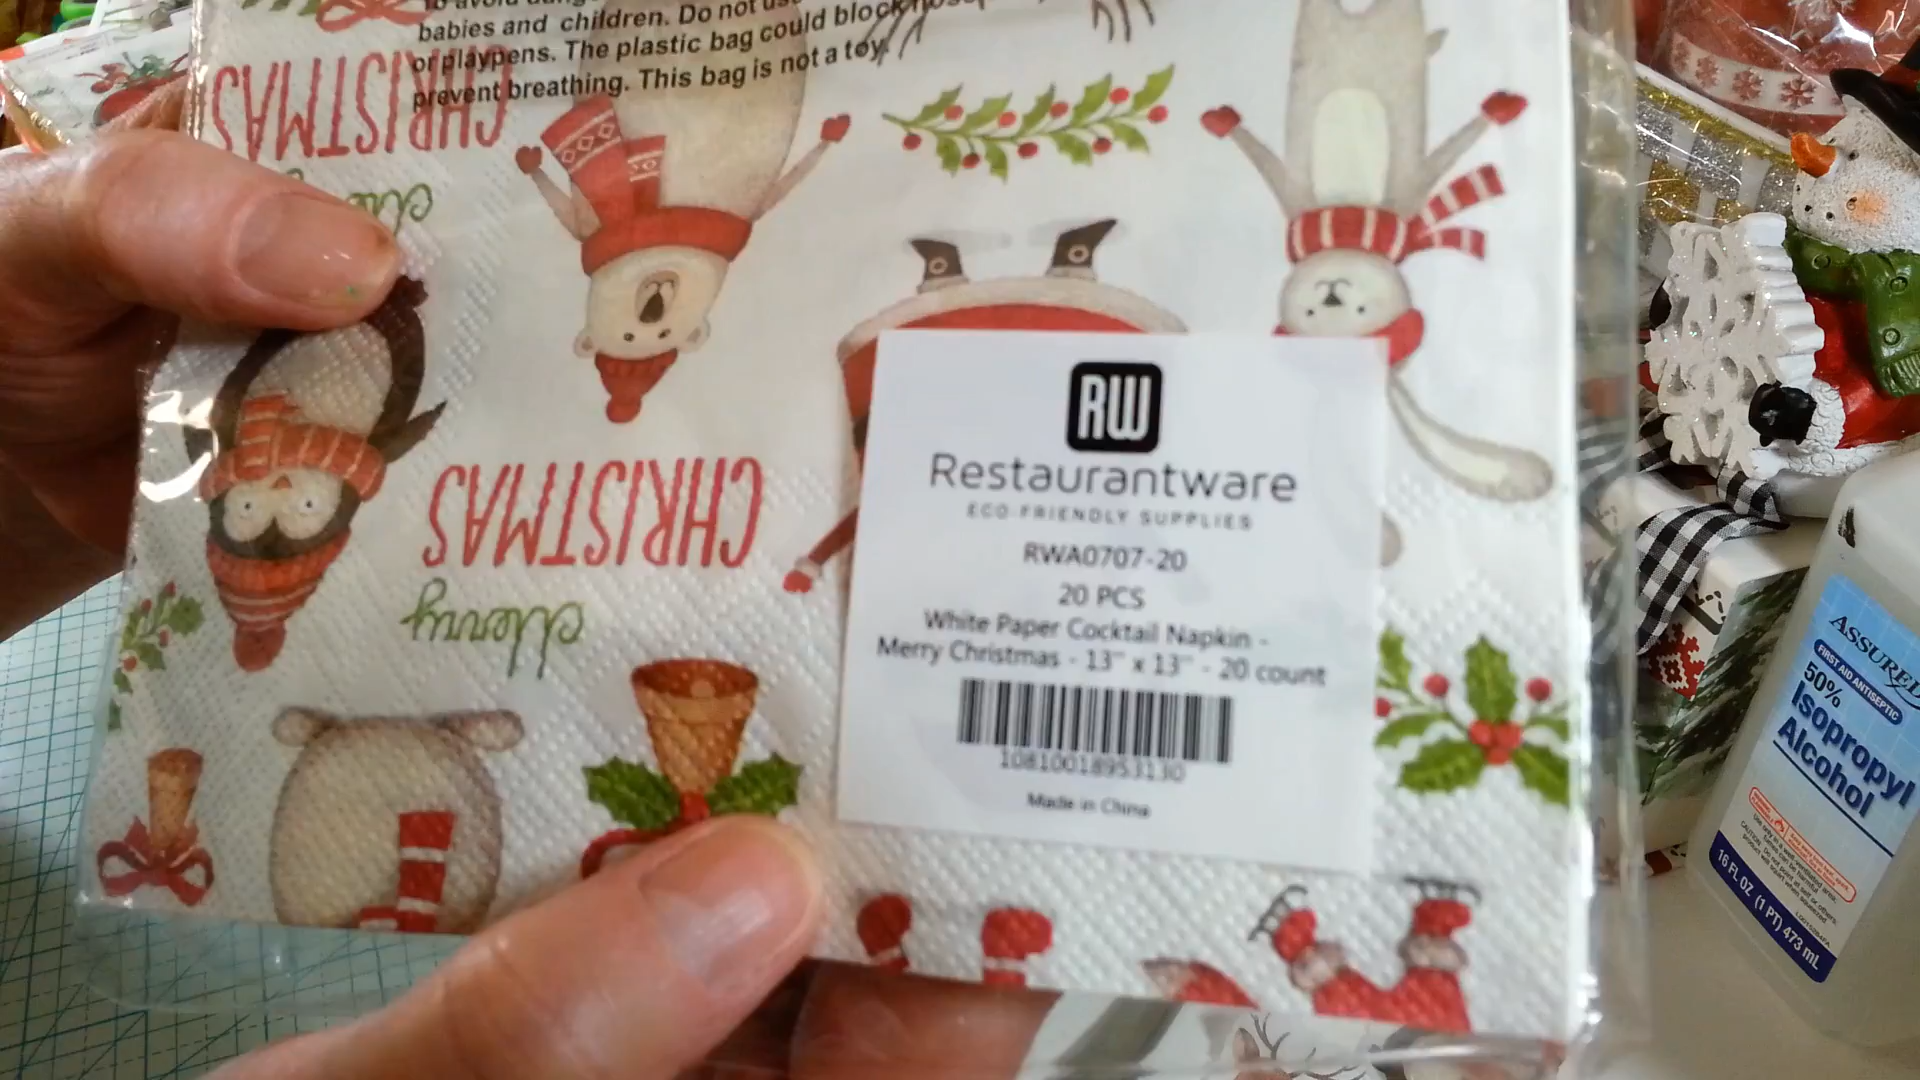 babies and children. Do not use
or playpens. The plastic bag could block
prevent breathing. This bag is not a toy.
CHRISTMAS
CHRISTMAS
Merry
RW
Restaurantware
ECO-FRIENDLY SUPPLIES
RWA0707-20
20 PCS
White Paper Cocktail Napkin -
Merry Christmas - 13" x 13" - 20 count
10810018953130
Made in China
ASSURED
FIRST AID ANTISEPTIC
50%
Isopropyl
Alcohol
16 FL OZ (1 PT) 473 mL